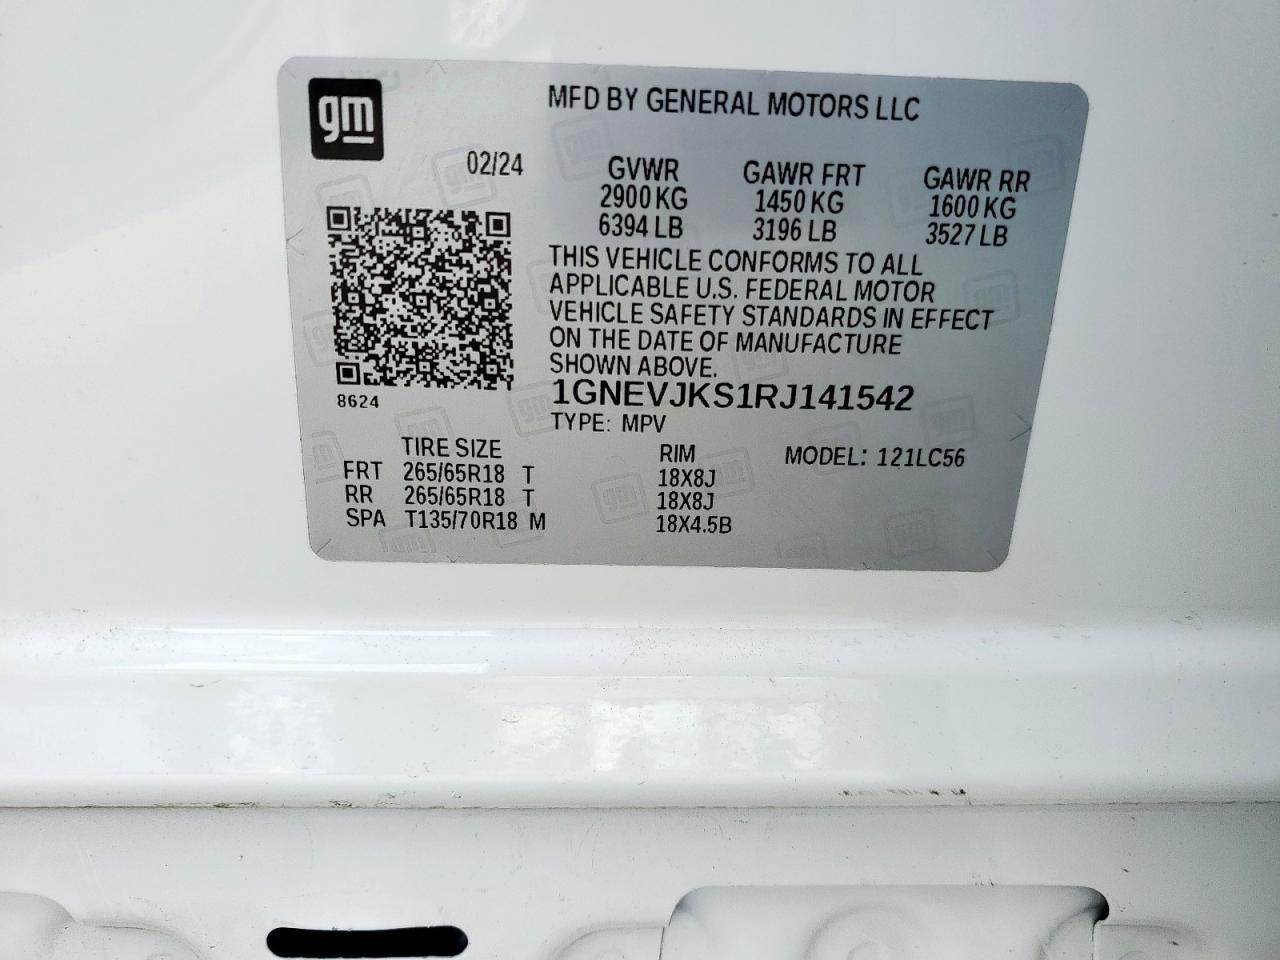 gm
MFD BY GENERAL MOTORS LLC
02/24
GVWR GAWR FRT GAWR RR
2900 KG 1450 KG 1600 KG
6394 LB 3196 LB 3527 LB
THIS VEHICLE CONFORMS TO ALL
APPLICABLE U.S. FEDERAL MOTOR
VEHICLE SAFETY STANDARDS IN EFFECT
ON THE DATE OF MANUFACTURE
SHOWN ABOVE.
8624
1GNEVJKS1RJ141542
TYPE: MPV
TIRE SIZE RIM MODEL: 121LC56
FRT 265/65R18 T 18X8J
RR 265/65R18 T 18X8J
SPA T135/70R18 M 18X4.5B